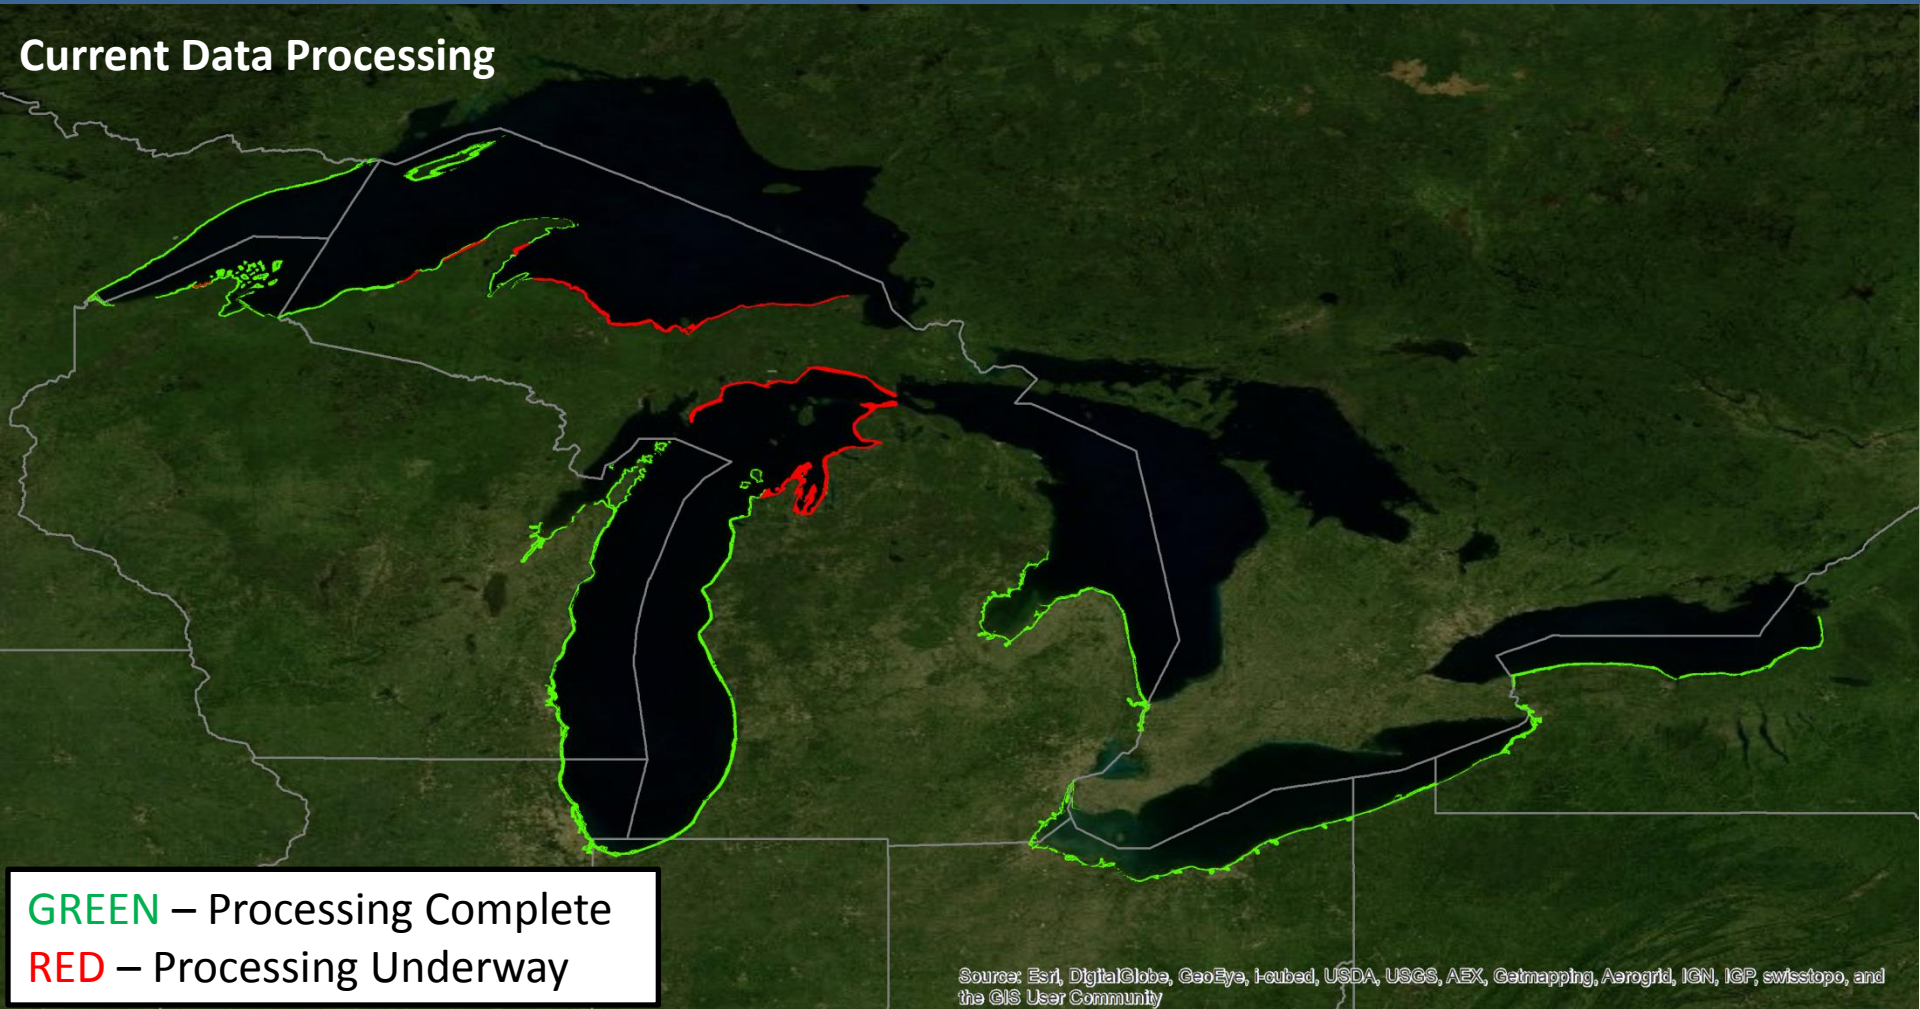 Current Data Processing
GREEN – Processing Complete
RED – Processing Underway
Source: Esri, DigitalGlobe, GeoEye, i-cubed, USDA, USGS, AEX, Getmapping, Aerogrid, IGN, IGP, swisstopo, and
the GIS User Community